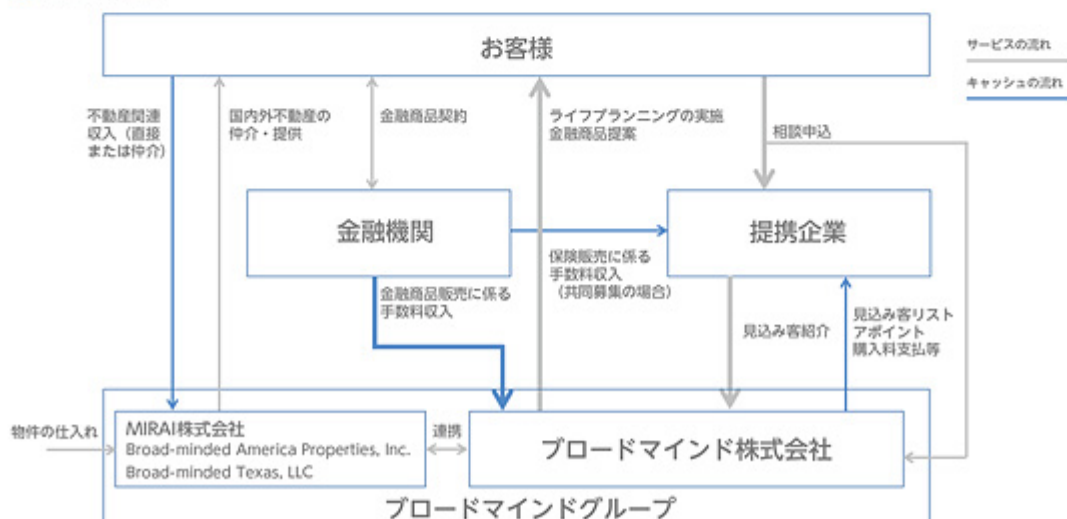 お客様
サービスの流れ
キャッシュの流れ
不動産関連
収入（直接
または仲介）
国内外不動産の
仲介・提供
金融商品契約
ライフプランニングの実施
金融商品提案
相談申込
金融機関
提携企業
保険販売に係る
手数料収入
（共同募集の場合）
金融商品販売に係る
手数料収入
見込み客紹介
見込み客リスト
アポイント
購入料支払等
物件の仕入れ
MIRAI株式会社
Broad-minded America Properties, Inc.
Broad-minded Texas, LLC
連携
ブロードマインド株式会社
ブロードマインドグループ